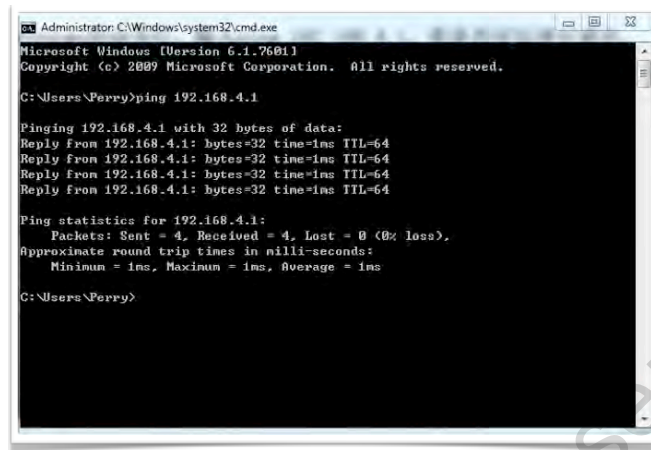 Administrator: C:\Windows\system32\cmd.exe
Microsoft Windows [Version 6.1.7601]
Copyright (c) 2009 Microsoft Corporation.  All rights reserved.
C:\Users\Perry>ping 192.168.4.1
Pinging 192.168.4.1 with 32 bytes of data:
Reply from 192.168.4.1: bytes=32 time=1ms TTL=64
Reply from 192.168.4.1: bytes=32 time=1ms TTL=64
Reply from 192.168.4.1: bytes=32 time=1ms TTL=64
Reply from 192.168.4.1: bytes=32 time=1ms TTL=64
Ping statistics for 192.168.4.1:
    Packets: Sent = 4, Received = 4, Lost = 0 (0% loss),
Approximate round trip times in milli-seconds:
    Minimum = 1ms, Maximum = 1ms, Average = 1ms
C:\Users\Perry>